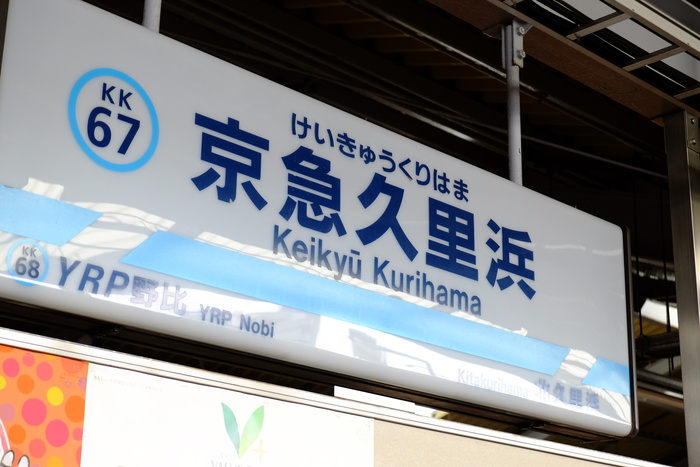 KK
67
けいきゅうくりはま
京急久里浜
Keikyū Kurihama
KK
68
YRP野比 YRP Nobi
Kitakurihama 北久里浜